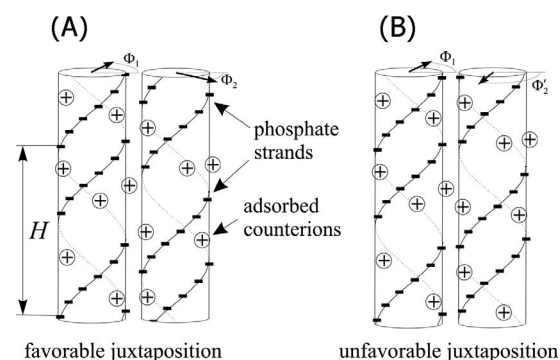 (A)
(B)
Φ1
Φ2
Φ1
Φ'2
phosphate
strands
adsorbed
counterions
H
favorable juxtaposition
unfavorable juxtaposition